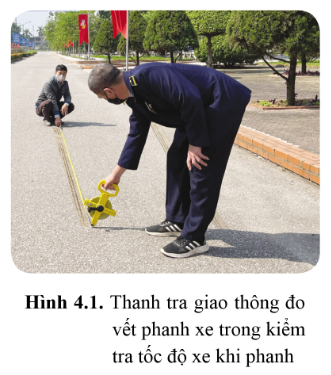 Hình 4.1. Thanh tra giao thông đo
vết phanh xe trong kiểm
tra tốc độ xe khi phanh